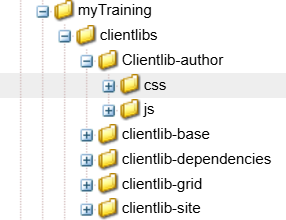 myTraining
clientlibs
Clientlib-author
css
js
clientlib-base
clientlib-dependencies
clientlib-grid
clientlib-site